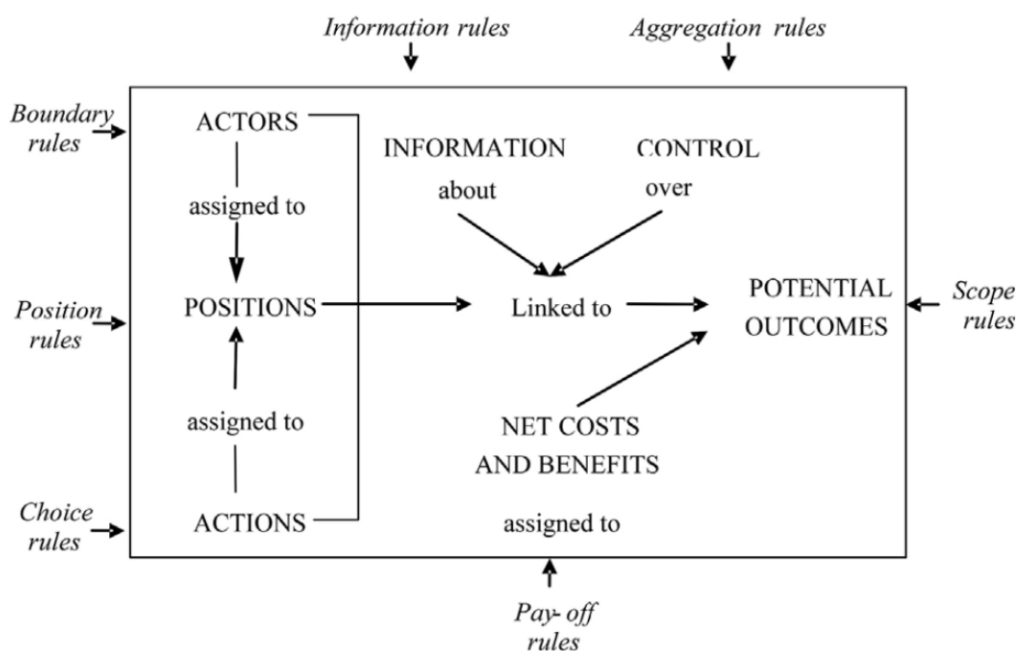 Information rules
Aggregation rules
Boundary
rules
ACTORS
INFORMATION
about
CONTROL
over
assigned to
Position
rules
POSITIONS
Linked to
POTENTIAL
OUTCOMES
Scope
rules
assigned to
NET COSTS
AND BENEFITS
Choice
rules
ACTIONS
assigned to
Pay-off
rules